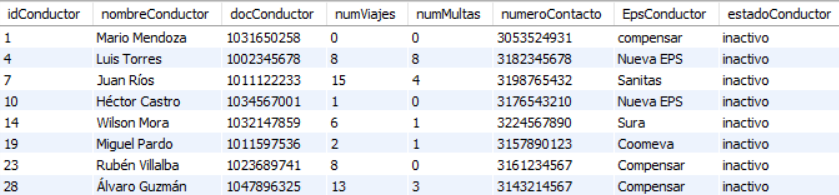 idConductor nombreConductor docConductor numViajes numMultas numeroContacto EpsConductor estadoConductor
1 Mario Mendoza 1031650258 0 0 3053524931 compensar inactivo
4 Luis Torres 1002345678 8 8 3182345678 Nueva EPS inactivo
7 Juan Ríos 1011122233 15 4 3198765432 Sanitas inactivo
10 Héctor Castro 1034567001 1 0 3176543210 Nueva EPS inactivo
14 Wilson Mora 1032147859 6 1 3224567890 Sura inactivo
19 Miguel Pardo 1011597536 2 1 3157890123 Coomeva inactivo
23 Rubén Villalba 1023689741 8 0 3161234567 Compensar inactivo
28 Álvaro Guzmán 1047896325 13 3 3143214567 Compensar inactivo